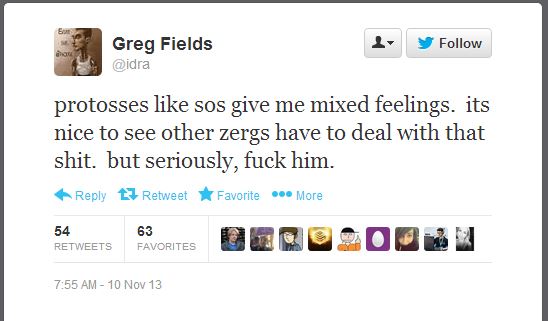 Greg Fields
@idra
Follow
protosses like sos give me mixed feelings.  its
nice to see other zergs have to deal with that
shit.  but seriously, fuck him.
Reply Retweet Favorite More
54 63
RETWEETS FAVORITES
7:55 AM - 10 Nov 13